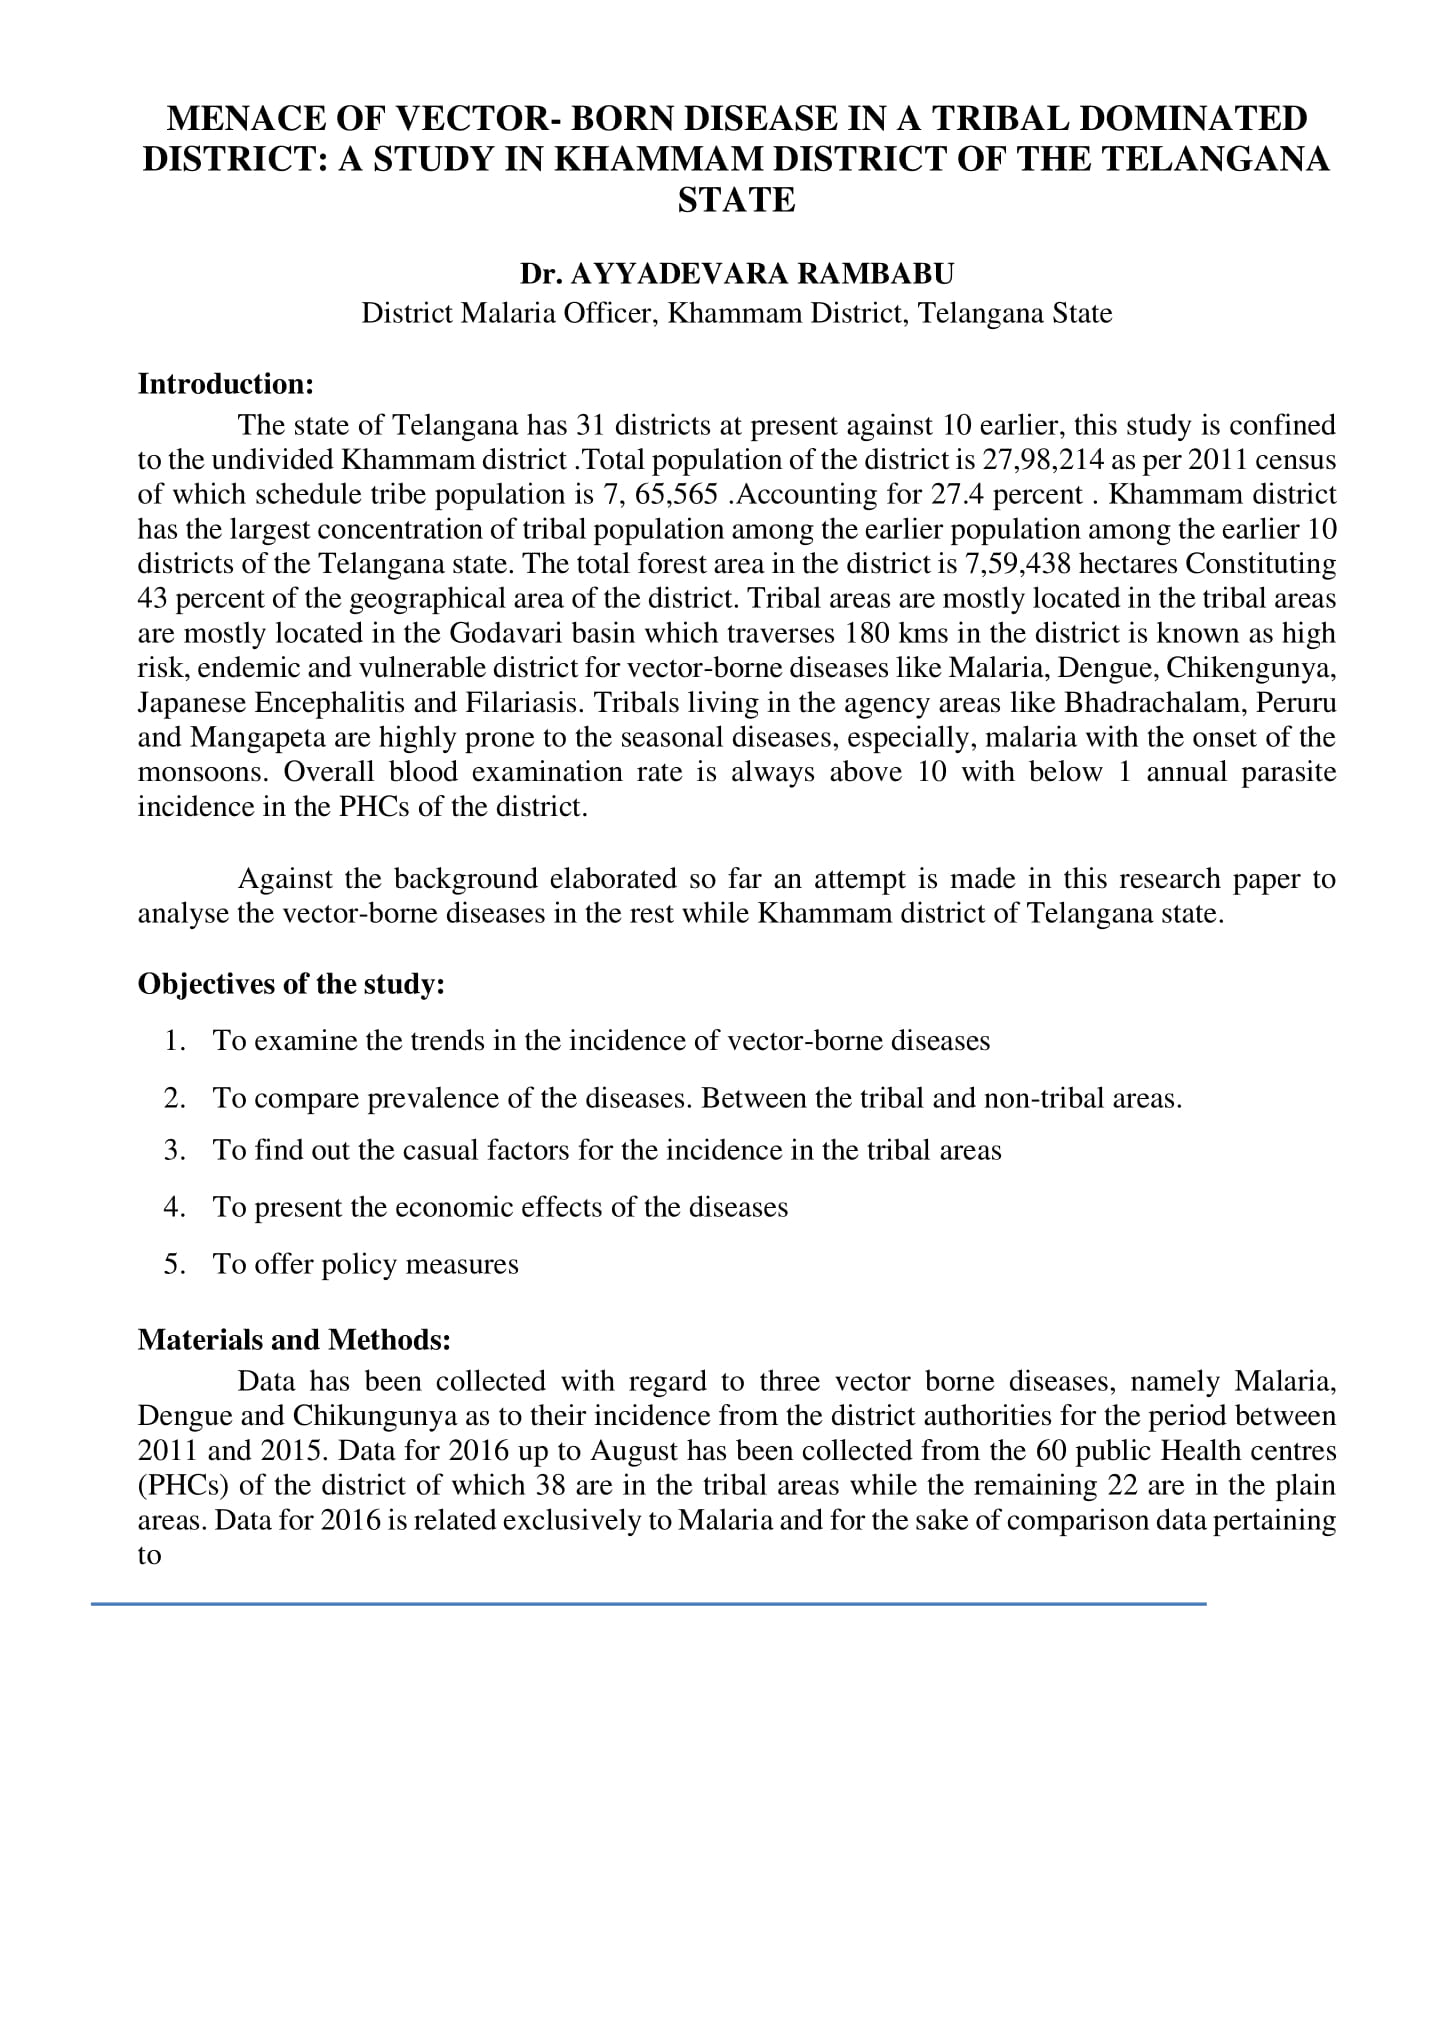 MENACE OF VECTOR- BORN DISEASE IN A TRIBAL DOMINATED
DISTRICT: A STUDY IN KHAMMAM DISTRICT OF THE TELANGANA
STATE
Dr. AYYADEVARA RAMBABU
District Malaria Officer, Khammam District, Telangana State
Introduction:
The state of Telangana has 31 districts at present against 10 earlier, this study is confined
to the undivided Khammam district .Total population of the district is 27,98,214 as per 2011 census
of which schedule tribe population is 7, 65,565 .Accounting for 27.4 percent . Khammam district
has the largest concentration of tribal population among the earlier population among the earlier 10
districts of the Telangana state. The total forest area in the district is 7,59,438 hectares Constituting
43 percent of the geographical area of the district. Tribal areas are mostly located in the tribal areas
are mostly located in the Godavari basin which traverses 180 kms in the district is known as high
risk, endemic and vulnerable district for vector-borne diseases like Malaria, Dengue, Chikengunya,
Japanese Encephalitis and Filariasis. Tribals living in the agency areas like Bhadrachalam, Peruru
and Mangapeta are highly prone to the seasonal diseases, especially, malaria with the onset of the
monsoons. Overall blood examination rate is always above 10 with below 1 annual parasite
incidence in the PHCs of the district.
Against the background elaborated so far an attempt is made in this research paper to
analyse the vector-borne diseases in the rest while Khammam district of Telangana state.
Objectives of the study:
1. To examine the trends in the incidence of vector-borne diseases
2. To compare prevalence of the diseases. Between the tribal and non-tribal areas.
3. To find out the casual factors for the incidence in the tribal areas
4. To present the economic effects of the diseases
5. To offer policy measures
Materials and Methods:
Data has been collected with regard to three vector borne diseases, namely Malaria,
Dengue and Chikungunya as to their incidence from the district authorities for the period between
2011 and 2015. Data for 2016 up to August has been collected from the 60 public Health centres
(PHCs) of the district of which 38 are in the tribal areas while the remaining 22 are in the plain
areas. Data for 2016 is related exclusively to Malaria and for the sake of comparison data pertaining
to